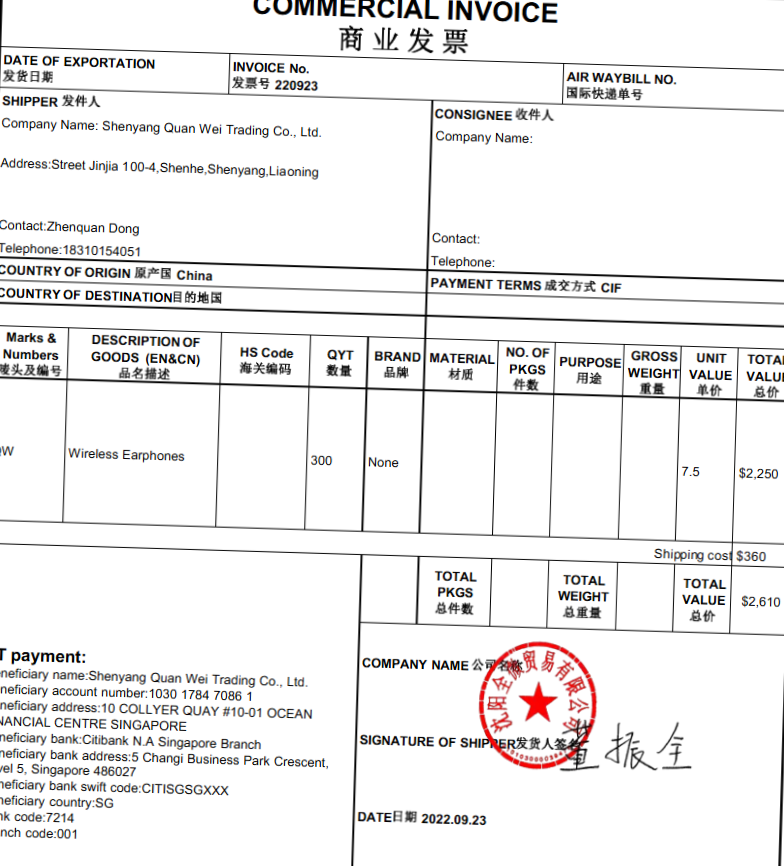 COMMERCIAL INVOICE
商业发票
DATE OF EXPORTATION
发货日期
INVOICE No.
发票号 220923
AIR WAYBILL NO.
国际快递单号
SHIPPER 发件人
Company Name: Shenyang Quan Wei Trading Co., Ltd.
Address:Street Jinjia 100-4,Shenhe,Shenyang,Liaoning
Contact:Zhenquan Dong
Telephone:18310154051
CONSIGNEE 收件人
Company Name:
Contact:
Telephone:
COUNTRY OF ORIGIN 原产国 China
COUNTRY OF DESTINATION目的地国
PAYMENT TERMS 成交方式 CIF
Marks &
Numbers
唛头及编号
DESCRIPTION OF
GOODS (EN&CN)
品名描述
HS Code
海关编码
QYT
数量
BRAND
品牌
MATERIAL
材质
NO. OF
PKGS
件数
PURPOSE
用途
GROSS
WEIGHT
重量
UNIT
VALUE
单价
TOTAL
VALU
总价
QW
Wireless Earphones
300
None
7.5
$2,250
Shipping cost $360
TOTAL
PKGS
总件数
TOTAL
WEIGHT
总重量
TOTAL
VALUE
总价
$2,610
T payment:
neficiary name:Shenyang Quan Wei Trading Co., Ltd.
neficiary account number:1030 1784 7086 1
neficiary address:10 COLLYER QUAY #10-01 OCEAN
NANCIAL CENTRE SINGAPORE
neficiary bank:Citibank N.A Singapore Branch
neficiary bank address:5 Changi Business Park Crescent,
vel 5, Singapore 486027
neficiary bank swift code:CITISGSGXXX
neficiary country:SG
nk code:7214
anch code:001
COMPANY NAME 公司名称
SIGNATURE OF SHIPPER发货人签名
董振全
DATE日期 2022.09.23